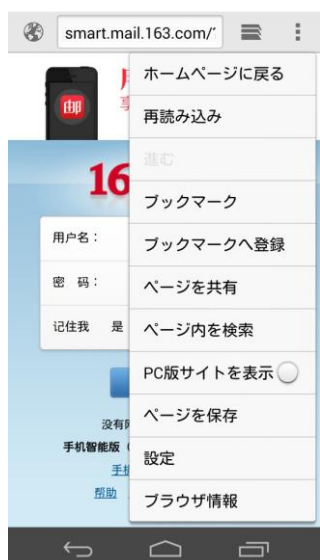 smart.mail.163.com/
ホームページに戻る
再読み込み
進む
ブックマーク
ブックマークへ登録
ページを共有
ページ内を検索
PC版サイトを表示
ページを保存
設定
ブラウザ情報
邮
16
用户名：
密 码：
记住我 是
没有
手机智能版（
手
帮助